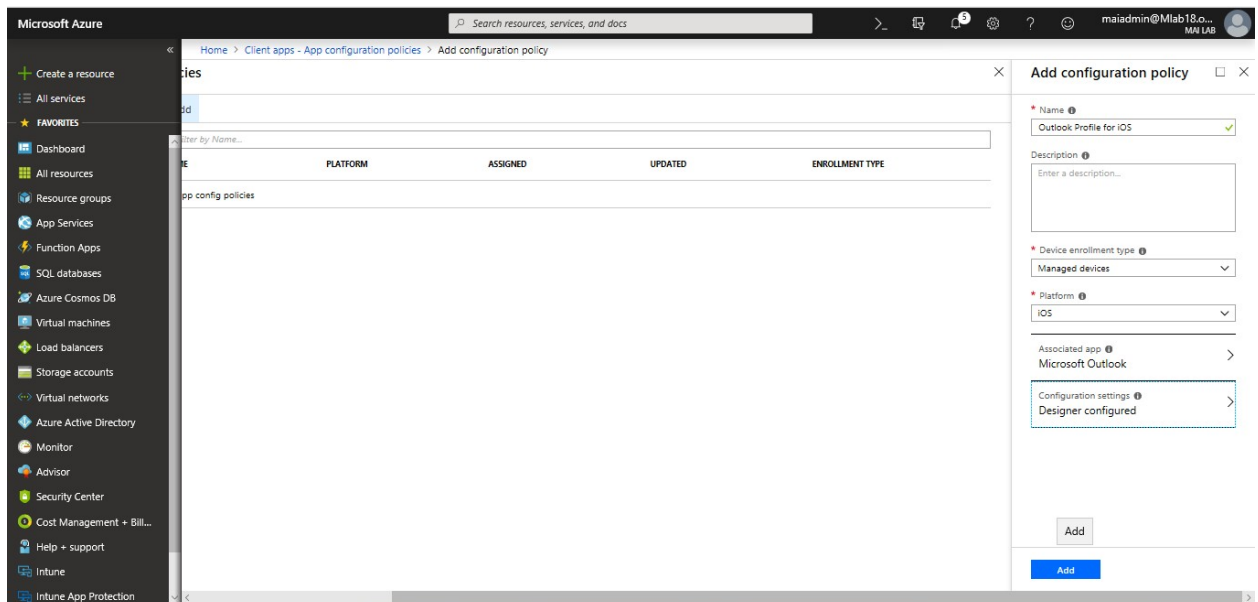 Microsoft Azure
Search resources, services, and docs
5
maiadmin@Mlab18.o...
MAI LAB
Home > Client apps - App configuration policies > Add configuration policy
Create a resource
All services
FAVORITES
Dashboard
All resources
Resource groups
App Services
Function Apps
SQL databases
Azure Cosmos DB
Virtual machines
Load balancers
Storage accounts
Virtual networks
Azure Active Directory
Monitor
Advisor
Security Center
Cost Management + Bill...
Help + support
Intune
Intune App Protection
cies
dd
ilter by Name...
ME PLATFORM ASSIGNED UPDATED ENROLLMENT TYPE
pp config policies
Add configuration policy
* Name
Outlook Profile for iOS
Description
Enter a description...
* Device enrollment type
Managed devices
* Platform
iOS
Associated app
Microsoft Outlook
Configuration settings
Designer configured
Add
Add